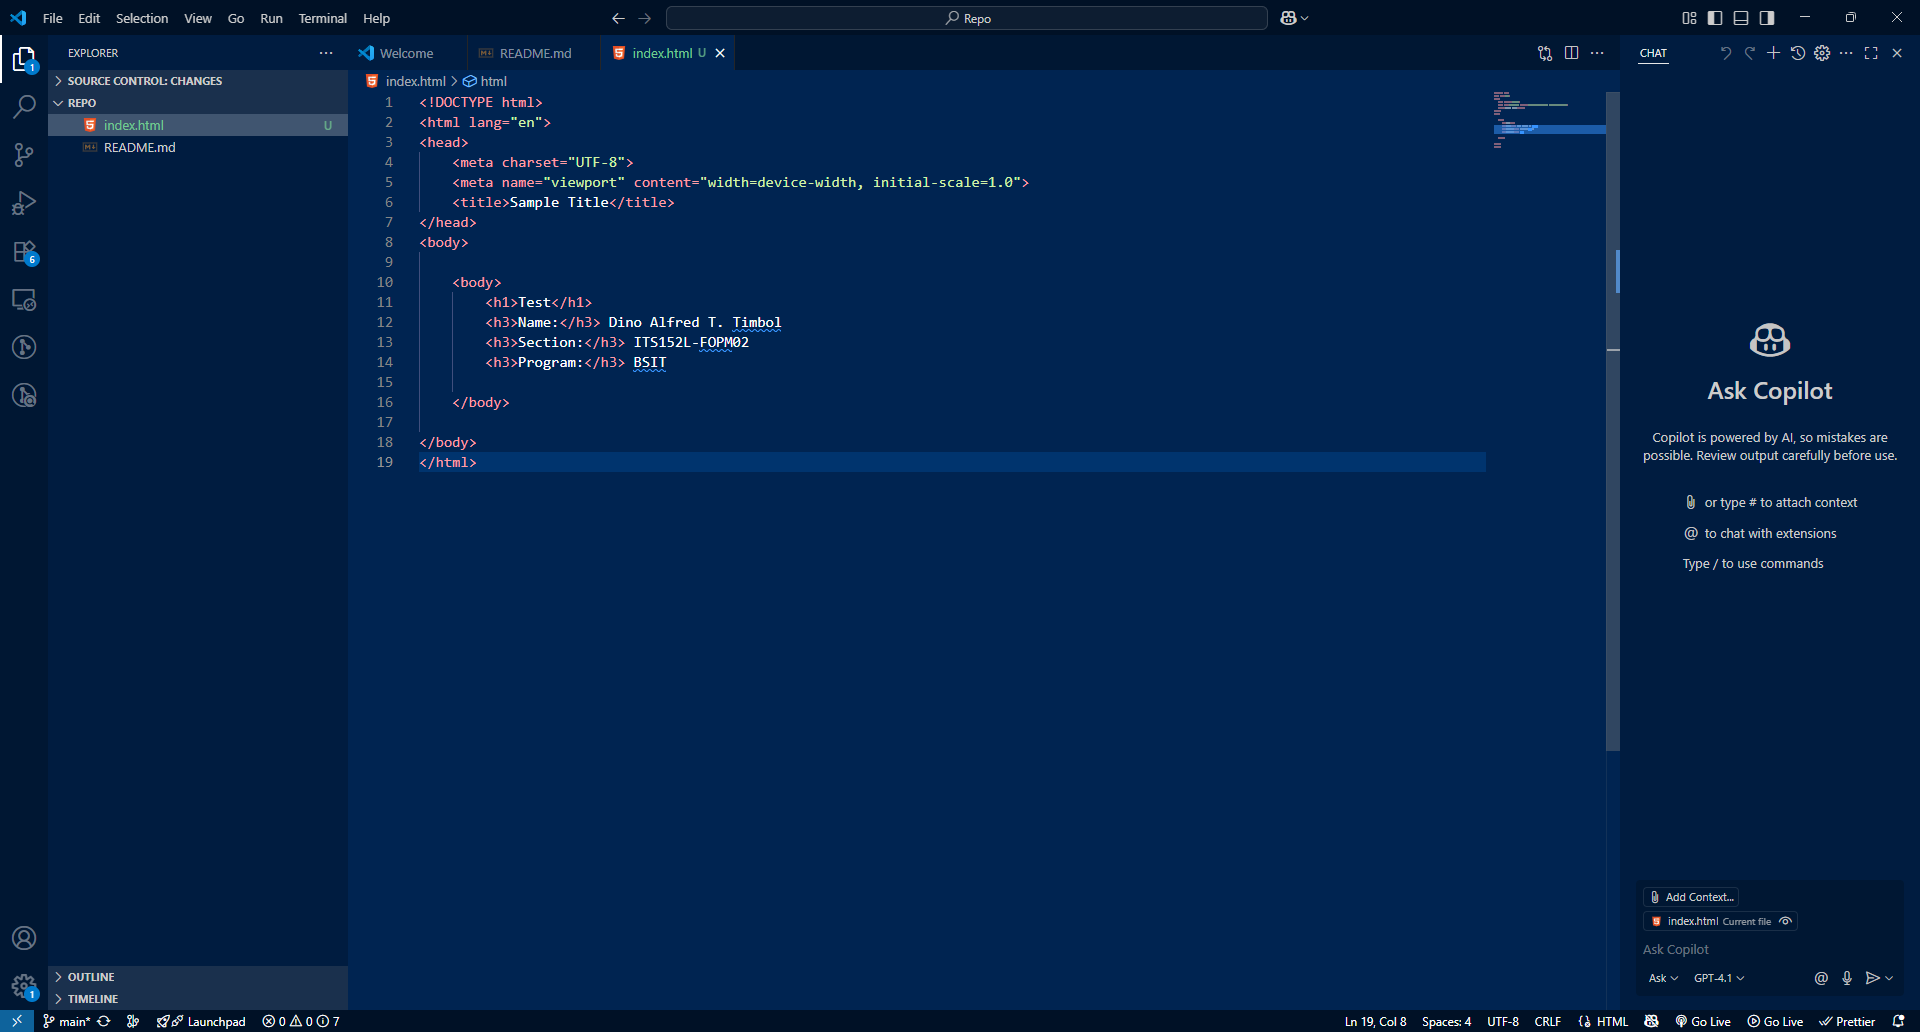 File Edit Selection View Go Run Terminal Help
Repo
EXPLORER
SOURCE CONTROL: CHANGES
REPO
index.html U
README.md
OUTLINE
TIMELINE
1
6
1
Welcome
README.md
index.html U
index.html > html
1 <!DOCTYPE html>
2 <html lang="en">
3 <head>
4 <meta charset="UTF-8">
5 <meta name="viewport" content="width=device-width, initial-scale=1.0">
6 <title>Sample Title</title>
7 </head>
8 <body>
9
10 <body>
11 <h1>Test</h1>
12 <h3>Name:</h3> Dino Alfred T. Timbol
13 <h3>Section:</h3> ITS152L-FOPM02
14 <h3>Program:</h3> BSIT
15
16 </body>
17
18 </body>
19 </html>
CHAT
Ask Copilot
Copilot is powered by AI, so mistakes are
possible. Review output carefully before use.
or type # to attach context
@ to chat with extensions
Type / to use commands
Add Context...
index.html Current file
Ask Copilot
Ask GPT-4.1 @
main* Launchpad 0 0 7
Ln 19, Col 8 Spaces: 4 UTF-8 CRLF {} HTML Go Live Go Live Prettier